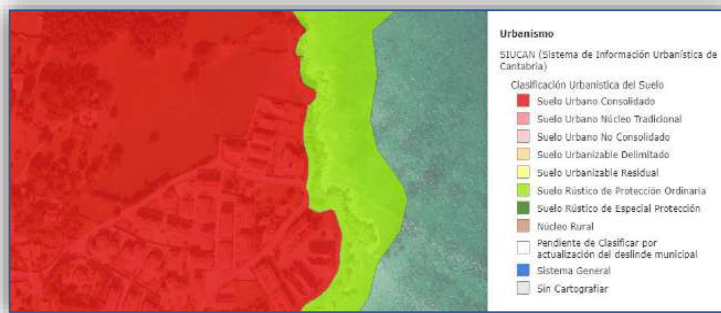 Urbanismo
SIUCAN (Sistema de Información Urbanística de
Cantabria)
Clasificación Urbanística del Suelo
Suelo Urbano Consolidado
Suelo Urbano Núcleo Tradicional
Suelo Urbano No Consolidado
Suelo Urbanizable Delimitado
Suelo Urbanizable Residual
Suelo Rústico de Protección Ordinaria
Suelo Rústico de Especial Protección
Núcleo Rural
Pendiente de Clasificar por
actualización del deslinde municipal
Sistema General
Sin Cartografiar